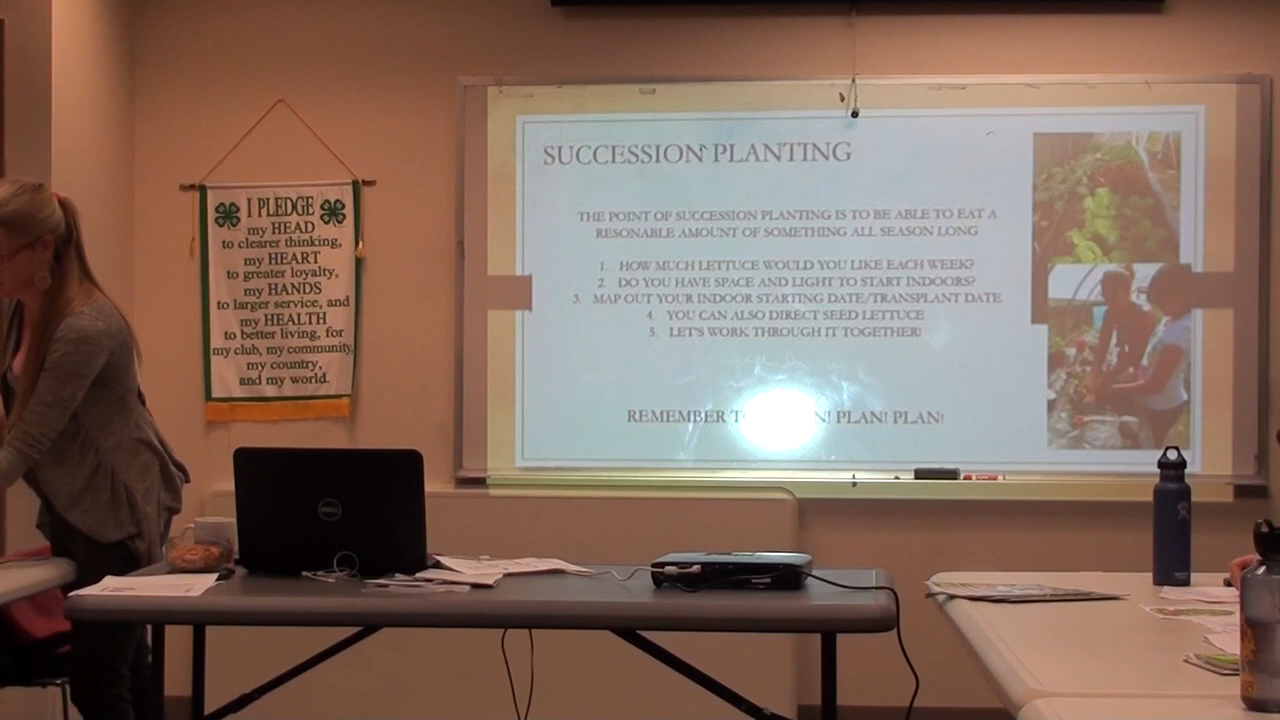 I PLEDGE
my HEAD
to clearer thinking,
my HEART
to greater loyalty,
my HANDS
to larger service, and
my HEALTH
to better living, for
my club, my community,
my country,
and my world.
SUCCESSION PLANTING
THE POINT OF SUCCESSION PLANTING IS TO BE ABLE TO EAT A
RESONABLE AMOUNT OF SOMETHING ALL SEASON LONG
1. HOW MUCH LETTUCE WOULD YOU LIKE EACH WEEK?
2. DO YOU HAVE SPACE AND LIGHT TO START INDOORS?
3. MAP OUT YOUR INDOOR STARTING DATE/TRANSPLANT DATE
4. YOU CAN ALSO DIRECT SEED LETTUCE
5. LET'S WORK THROUGH IT TOGETHER!
REMEMBER PLAN! PLAN!
DELL